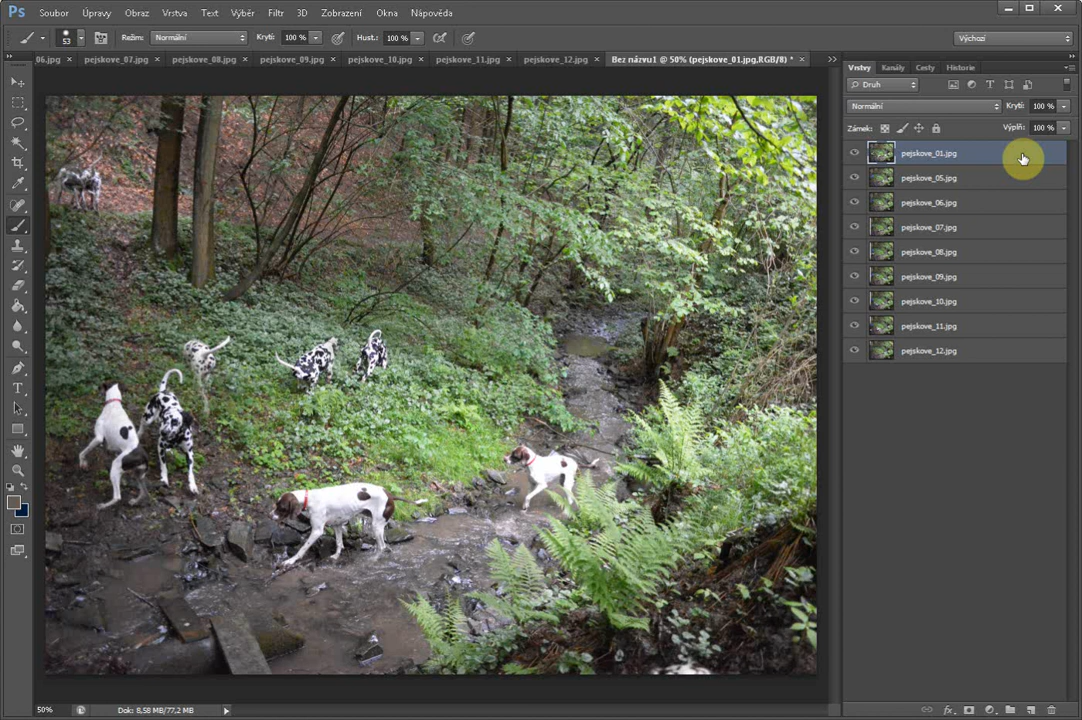 Ps Soubor Úpravy Obraz Vrstva Text Výběr Filtr 3D Zobrazení Okna Nápověda
53 Režim: Normální Krytí: 100 % Hust.: 100 % Výchozí
06.jpg × pejskove_07.jpg × pejskove_08.jpg × pejskove_09.jpg × pejskove_10.jpg × pejskove_11.jpg × pejskove_12.jpg × Bez názvu1 @ 50% (pejskove_01.jpg,RGB/8) * ×
Vrstvy Kanály Cesty Historie
Druh
Normální Krytí: 100 %
Zámek: Výplň: 100 %
pejskove_01.jpg
pejskove_05.jpg
pejskove_06.jpg
pejskove_07.jpg
pejskove_08.jpg
pejskove_09.jpg
pejskove_10.jpg
pejskove_11.jpg
pejskove_12.jpg
50% Dok: 8,58 MB/77,2 MB
fx